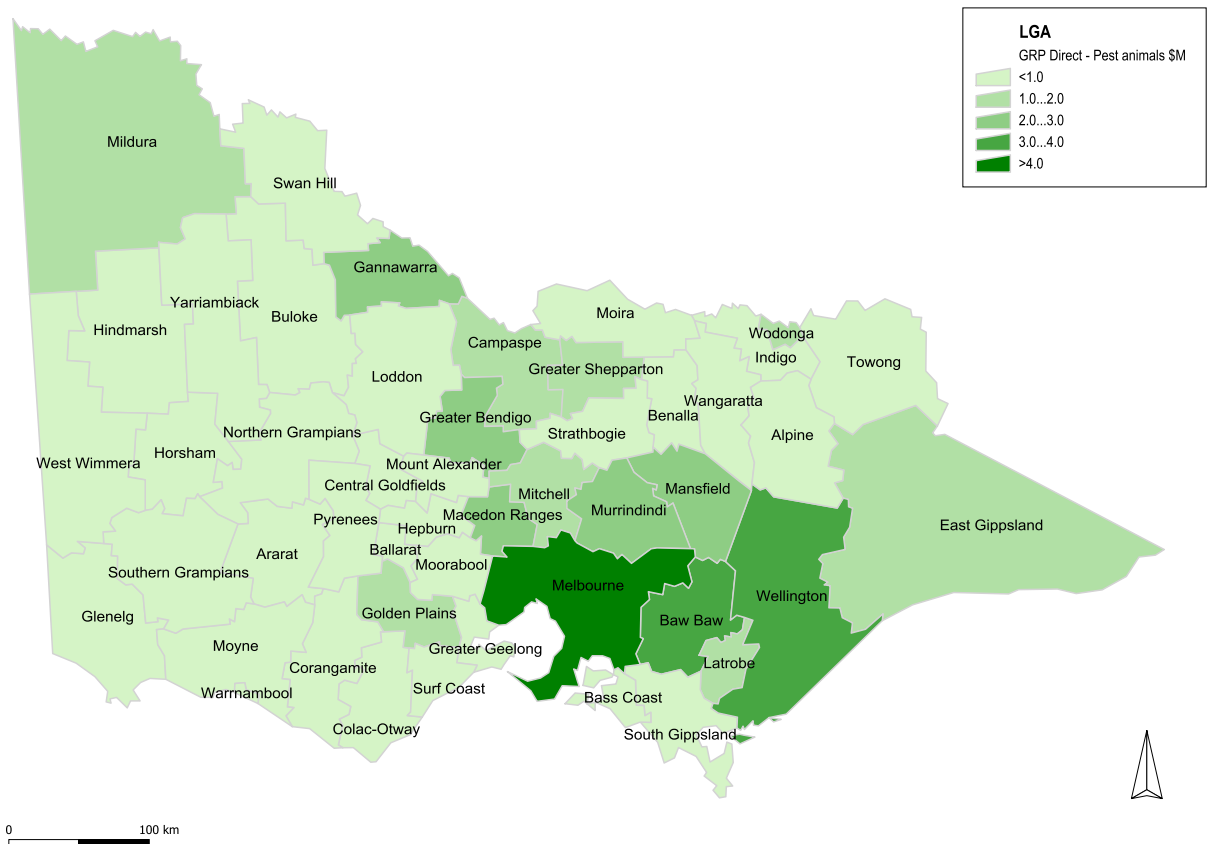 LGA
GRP Direct - Pest animals $M
<1.0
1.0...2.0
2.0...3.0
3.0...4.0
>4.0
Mildura
Swan Hill
Gannawarra
Yarriambiack
Buloke
Hindmarsh
Moira
Wodonga
Campaspe
Indigo
Towong
Greater Shepparton
Loddon
Wangaratta
Benalla
Greater Bendigo
Northern Grampians
Strathbogie
Alpine
Horsham
West Wimmera
Mount Alexander
Central Goldfields
Mansfield
Mitchell
Murrindindi
Macedon Ranges
Pyrenees
Hepburn
East Gippsland
Ballarat
Ararat
Moorabool
Southern Grampians
Melbourne
Wellington
Golden Plains
Glenelg
Baw Baw
Moyne
Greater Geelong
Latrobe
Corangamite
Surf Coast
Warrnambool
Bass Coast
Colac-Otway
South Gippsland
0 100 km